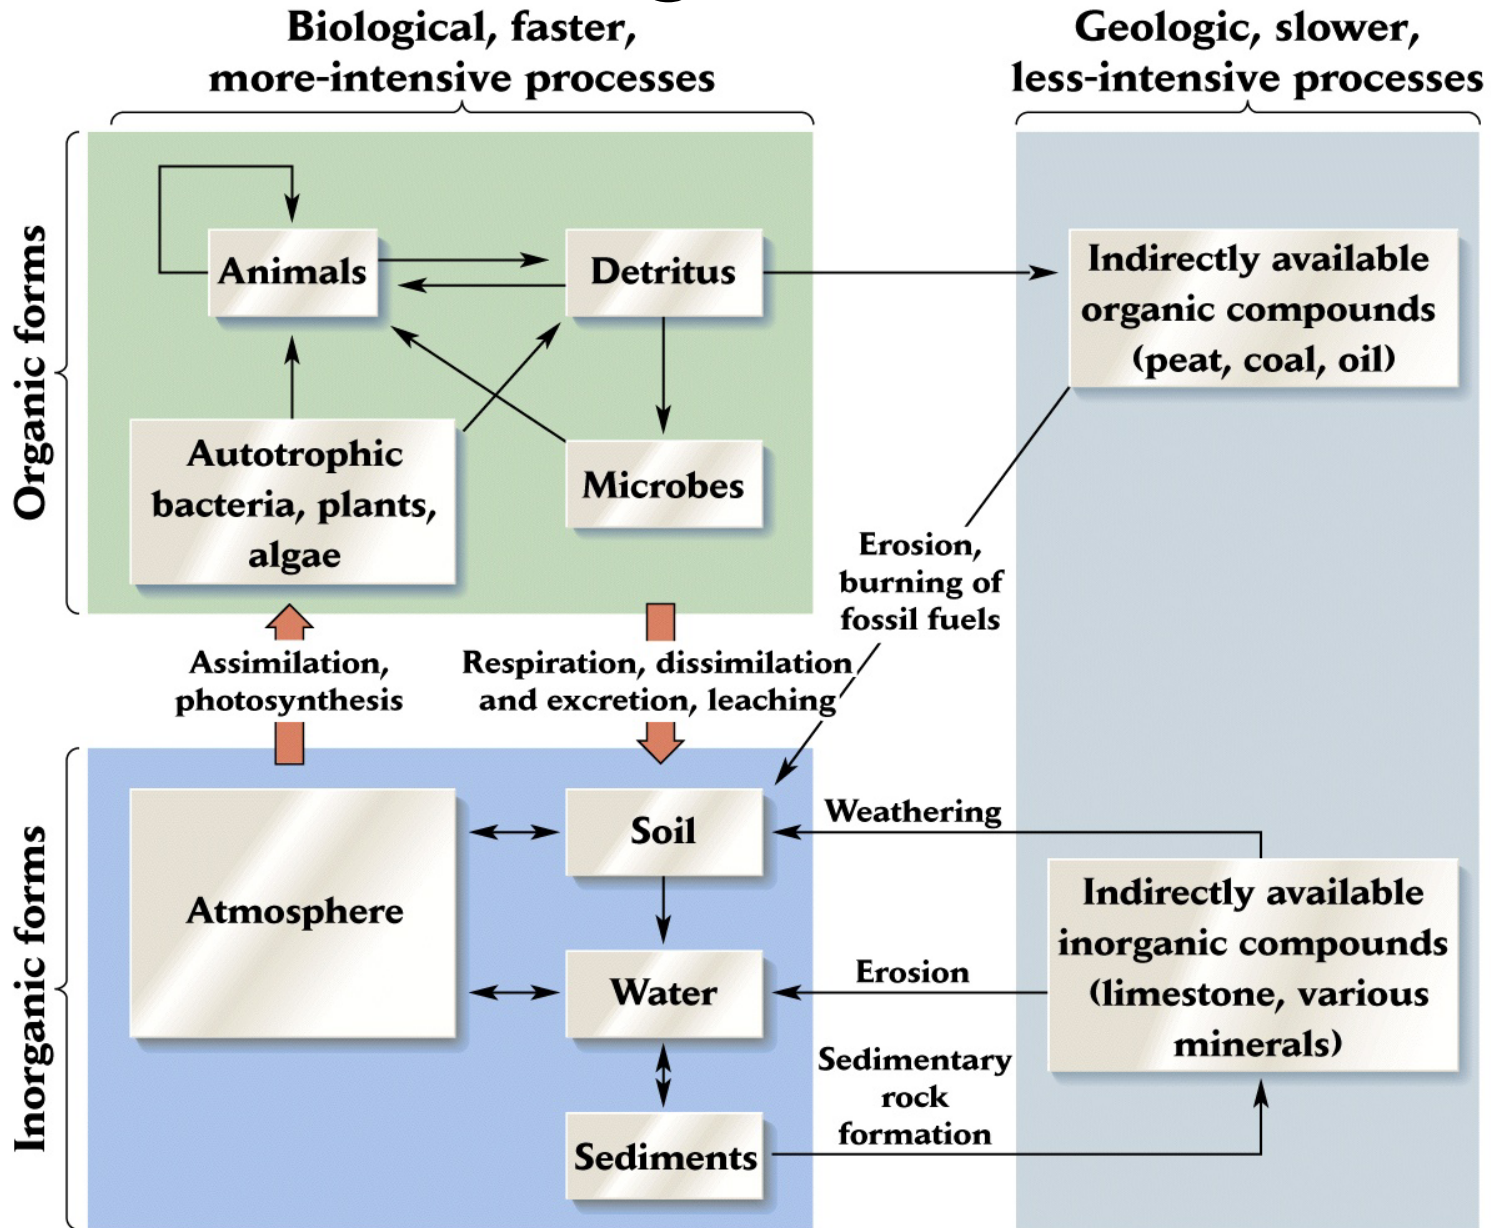 Biological, faster,
more-intensive processes
Geologic, slower,
less-intensive processes
Organic forms
Animals
Detritus
Indirectly available
organic compounds
(peat, coal, oil)
Autotrophic
bacteria, plants,
algae
Microbes
Erosion,
burning of
fossil fuels
Assimilation,
photosynthesis
Respiration, dissimilation
and excretion, leaching
Inorganic forms
Atmosphere
Soil
Weathering
Water
Erosion
Indirectly available
inorganic compounds
(limestone, various
minerals)
Sedimentary
rock
formation
Sediments